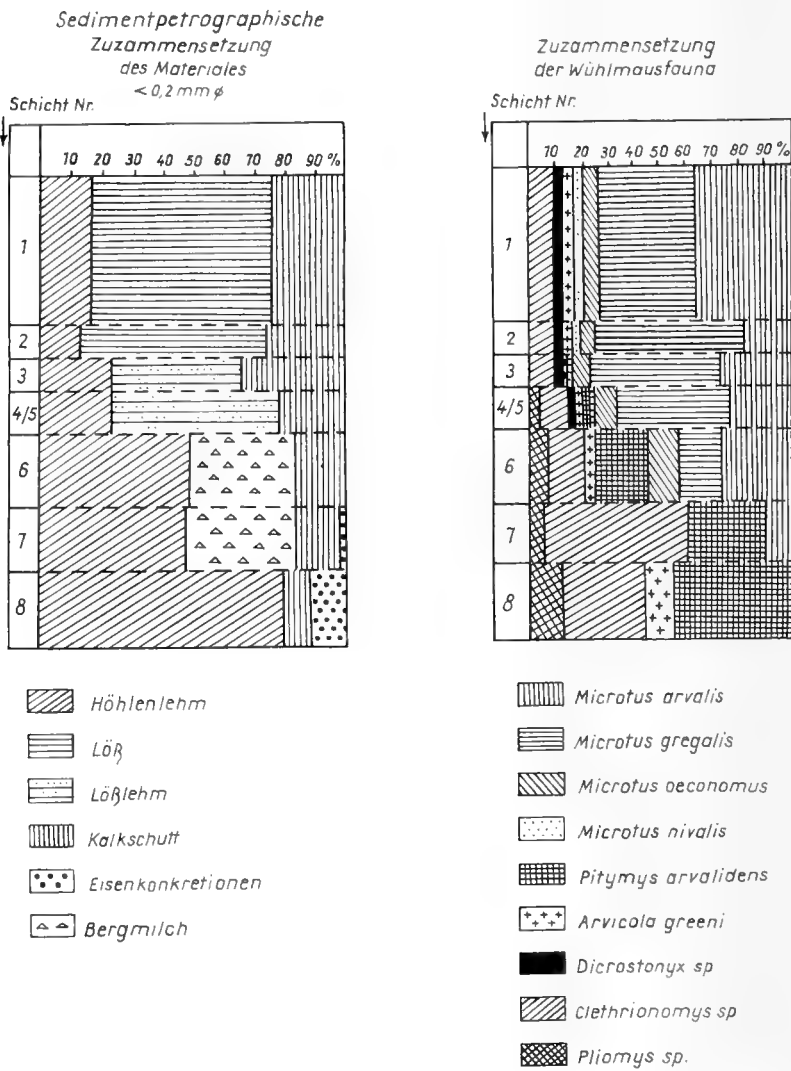 Sedimentpetrographische
Zuzammensetzung
des Materiales
< 0,2 mm ϕ
Schicht Nr.
10 20 30 40 50 60 70 80 90 %
1
2
3
4/5
6
7
8
Höhlenlehm
Löß
Lößlehm
Kalkschutt
Eisenkonkretionen
Bergmilch
Zuzammensetzung
der Wühlmausfauna
Schicht Nr.
10 20 30 40 50 60 70 80 90 %
1
2
3
4/5
6
7
8
Microtus arvalis
Microtus gregalis
Microtus oeconomus
Microtus nivalis
Pitymys arvalidens
Arvicola greeni
Dicrostonyx sp
Clethrionomys sp
Pliomys sp.